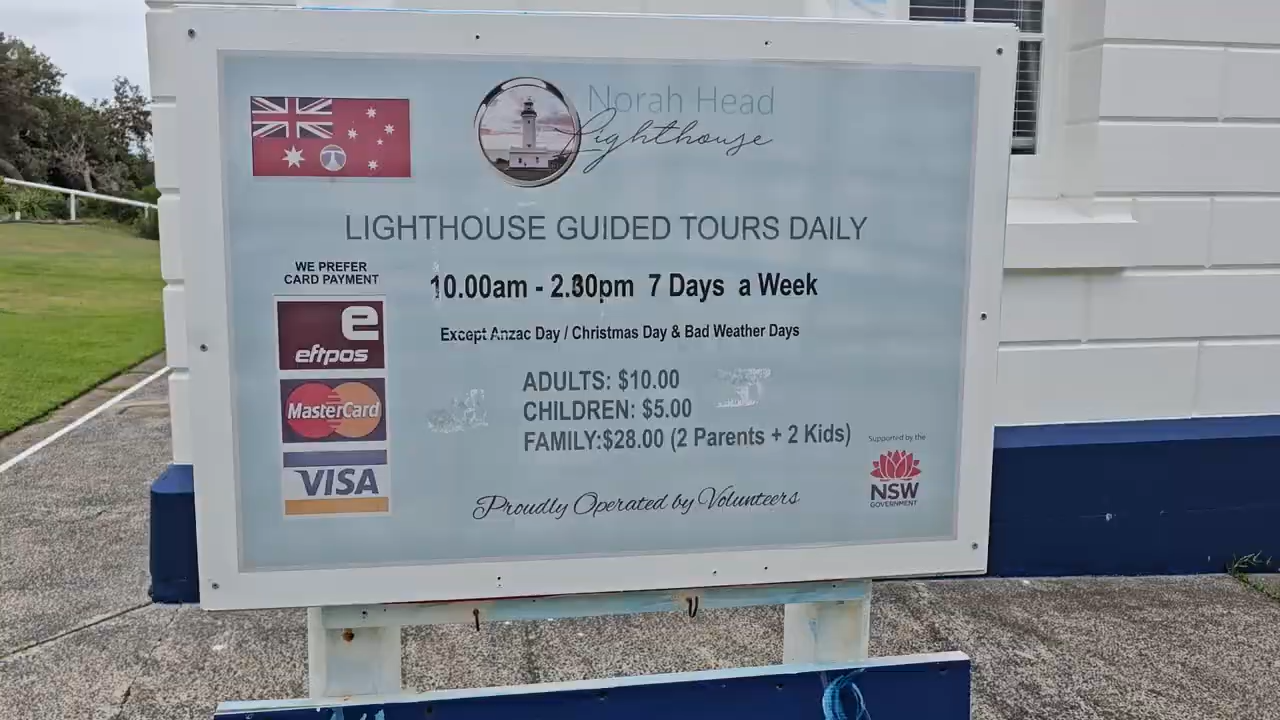 Norah Head
Lighthouse
LIGHTHOUSE GUIDED TOURS DAILY
WE PREFER
CARD PAYMENT
10.00am - 2.30pm 7 Days a Week
Except Anzac Day / Christmas Day & Bad Weather Days
e
eftpos
MasterCard
VISA
ADULTS: $10.00
CHILDREN: $5.00
FAMILY:$28.00 (2 Parents + 2 Kids)
Supported by the
NSW
GOVERNMENT
Proudly Operated by Volunteers